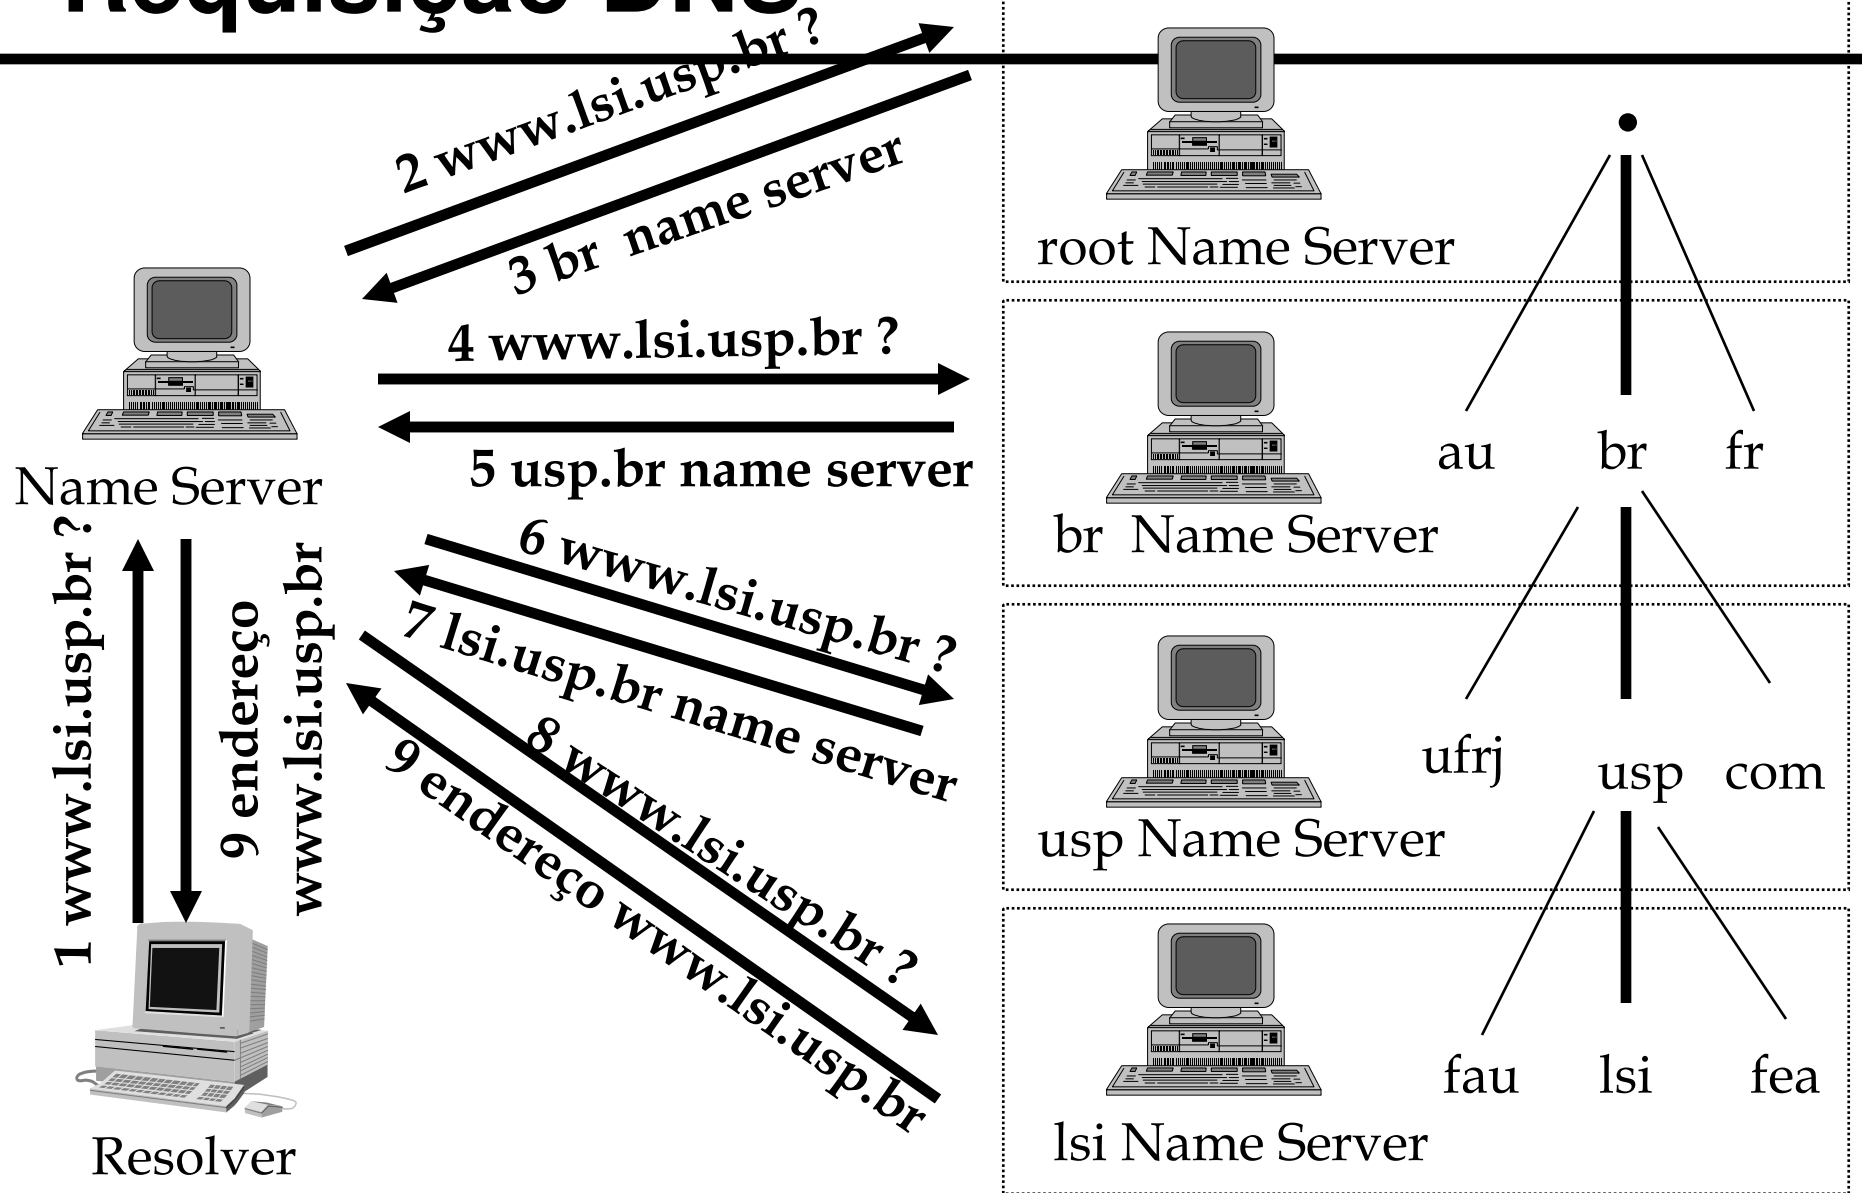 Requisição DNS
2 www.lsi.usp.br ?
3 br name server
root Name Server
4 www.lsi.usp.br ?
5 usp.br name server
Name Server
au br fr
br Name Server
1 www.lsi.usp.br ?
9 endereço
www.lsi.usp.br
6 www.lsi.usp.br ?
7 lsi.usp.br name server
8 www.lsi.usp.br ?
9 endereço www.lsi.usp.br
ufrj usp com
usp Name Server
fau lsi fea
lsi Name Server
Resolver